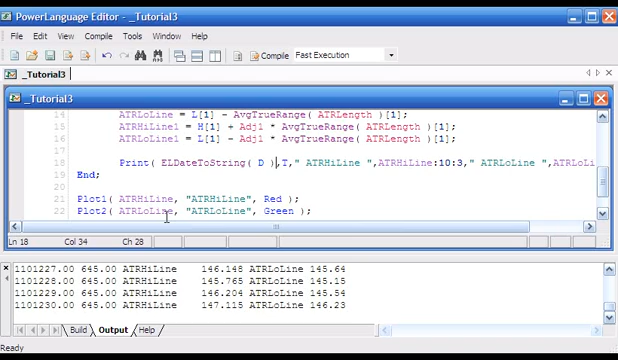 PowerLanguage Editor - _Tutorial3
File Edit View Compile Tools Window Help
Compile Fast Execution
_Tutorial3
_Tutorial3
14 ATRLoLine = L[1] - AvgTrueRange( ATRLength )[1];
15 ATRHiLine1 = H[1] + Adj1 * AvgTrueRange( ATRLength )[1];
16 ATRLoLine1 = L[1] - Adj1 * AvgTrueRange( ATRLength )[1];
18 Print( ELDateToString( D ),T," ATRHiLine ",ATRHiLine:10:3," ATRLoLine ",ATRLoLi
19 End;
21 Plot1( ATRHiLine, "ATRHiLine", Red );
22 Plot2( ATRLoLine, "ATRLoLine", Green );
Ln 18 Col 34 Ch 28
1101227.00 645.00 ATRHiLine 146.148 ATRLoLine 145.64
1101228.00 645.00 ATRHiLine 145.765 ATRLoLine 145.15
1101229.00 645.00 ATRHiLine 146.204 ATRLoLine 145.54
1101230.00 645.00 ATRHiLine 147.115 ATRLoLine 146.23
Build Output Help
Ready